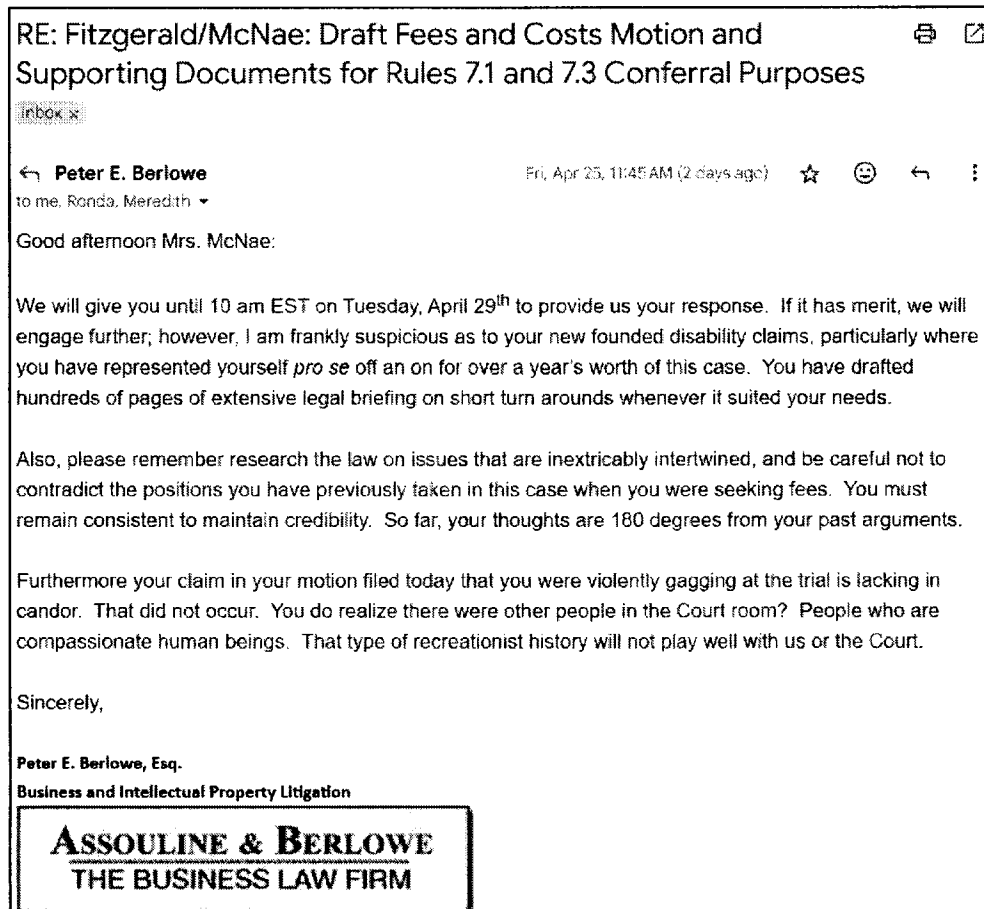 RE: Fitzgerald/McNae: Draft Fees and Costs Motion and
Supporting Documents for Rules 7.1 and 7.3 Conferral Purposes
Inbox x
Peter E. Berlowe
Fri, Apr 25, 11:45 AM (2 days ago)
to me, Ronda, Meredith
Good afternoon Mrs. McNae:
We will give you until 10 am EST on Tuesday, April 29th to provide us your response. If it has merit, we will
engage further; however, I am frankly suspicious as to your new founded disability claims, particularly where
you have represented yourself pro se off an on for over a year's worth of this case. You have drafted
hundreds of pages of extensive legal briefing on short turn arounds whenever it suited your needs.
Also, please remember research the law on issues that are inextricably intertwined, and be careful not to
contradict the positions you have previously taken in this case when you were seeking fees. You must
remain consistent to maintain credibility. So far, your thoughts are 180 degrees from your past arguments.
Furthermore your claim in your motion filed today that you were violently gagging at the trial is lacking in
candor. That did not occur. You do realize there were other people in the Court room? People who are
compassionate human beings. That type of recreationist history will not play well with us or the Court.
Sincerely,
Peter E. Berlowe, Esq.
Business and Intellectual Property Litigation
ASSOULINE & BERLOWE
THE BUSINESS LAW FIRM